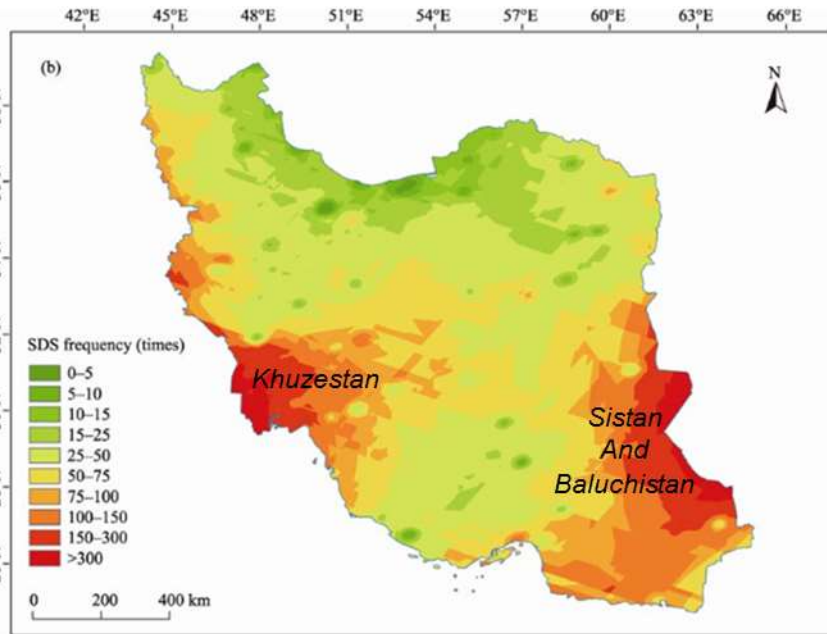 42°E 45°E 48°E 51°E 54°E 57°E 60°E 63°E 66°E
(b)
N
SDS frequency (times)
0–5
5–10
10–15
15–25
25–50
50–75
75–100
100–150
150–300
>300
Khuzestan
Sistan
And
Baluchistan
0 200 400 km